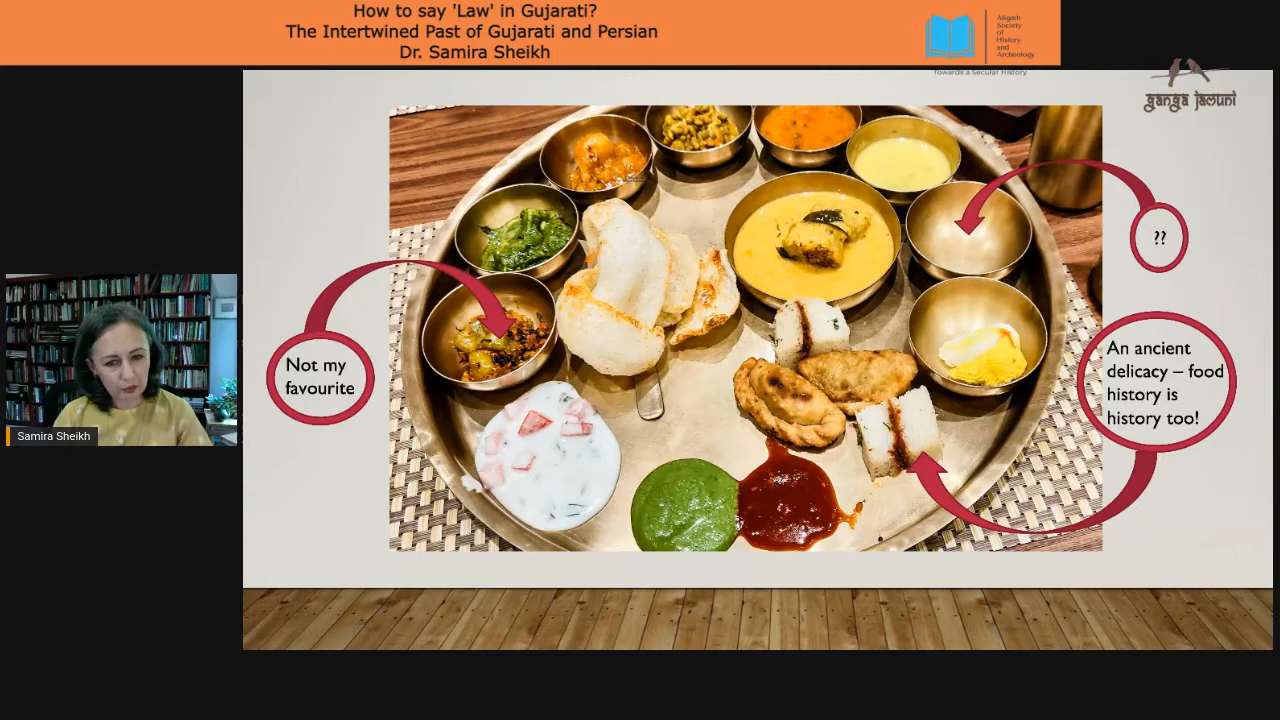 How to say 'Law' in Gujarati?
The Intertwined Past of Gujarati and Persian
Dr. Samira Sheikh
Aligarh
Society
of
History
and
Archeology
Towards a Secular History
ganga jamuni
??
Not my
favourite
An ancient
delicacy – food
history is
history too!
Samira Sheikh